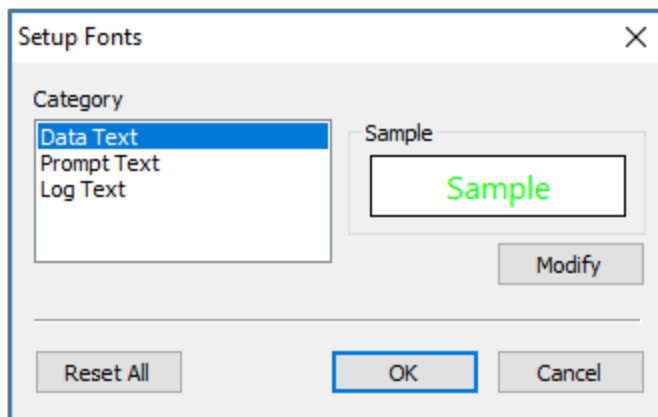 Setup Fonts
Category
Data Text
Prompt Text
Log Text
Sample
Sample
Modify
Reset All
OK
Cancel